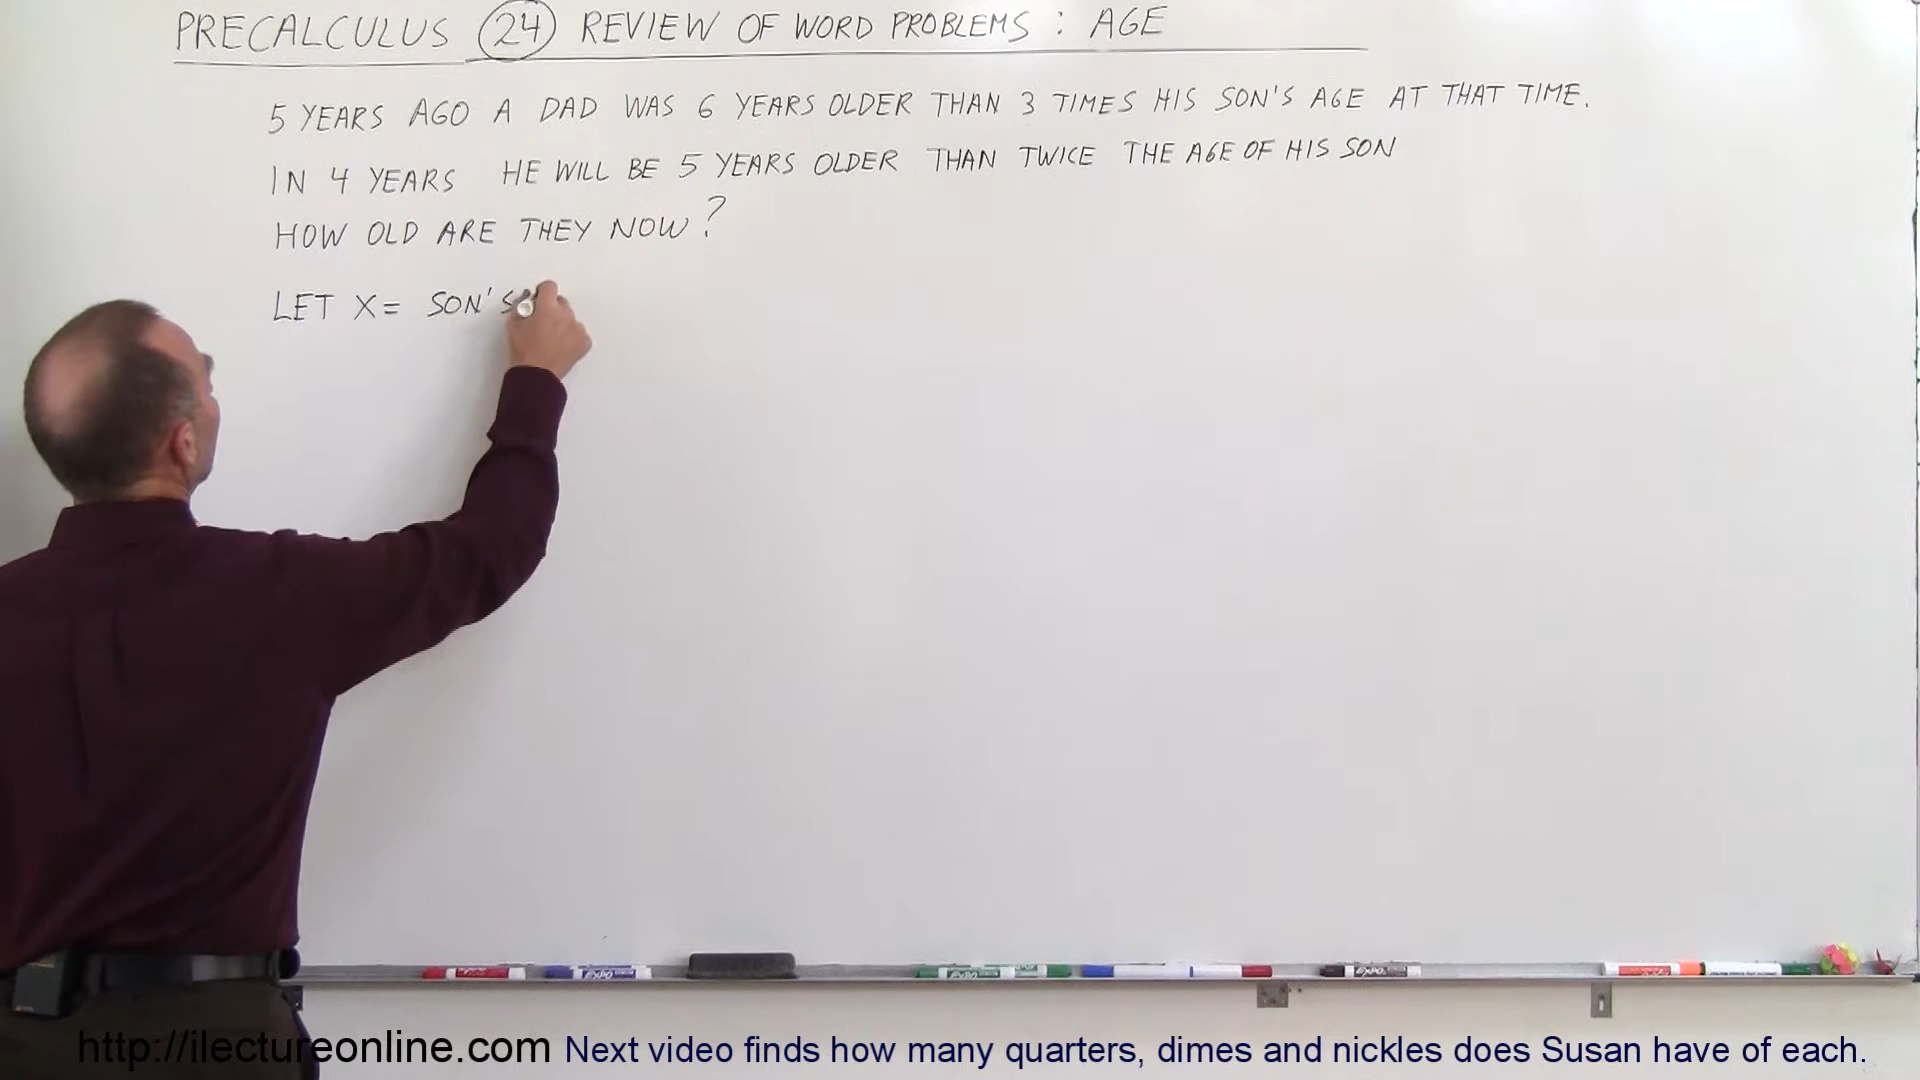 PRECALCULUS 24 REVIEW OF WORD PROBLEMS : AGE
5 YEARS AGO A DAD WAS 6 YEARS OLDER THAN 3 TIMES HIS SON'S AGE AT THAT TIME.
IN 4 YEARS HE WILL BE 5 YEARS OLDER THAN TWICE THE AGE OF HIS SON
HOW OLD ARE THEY NOW?
LET X = SON'S
http://ilectureonline.com Next video finds how many quarters, dimes and nickles does Susan have of each.